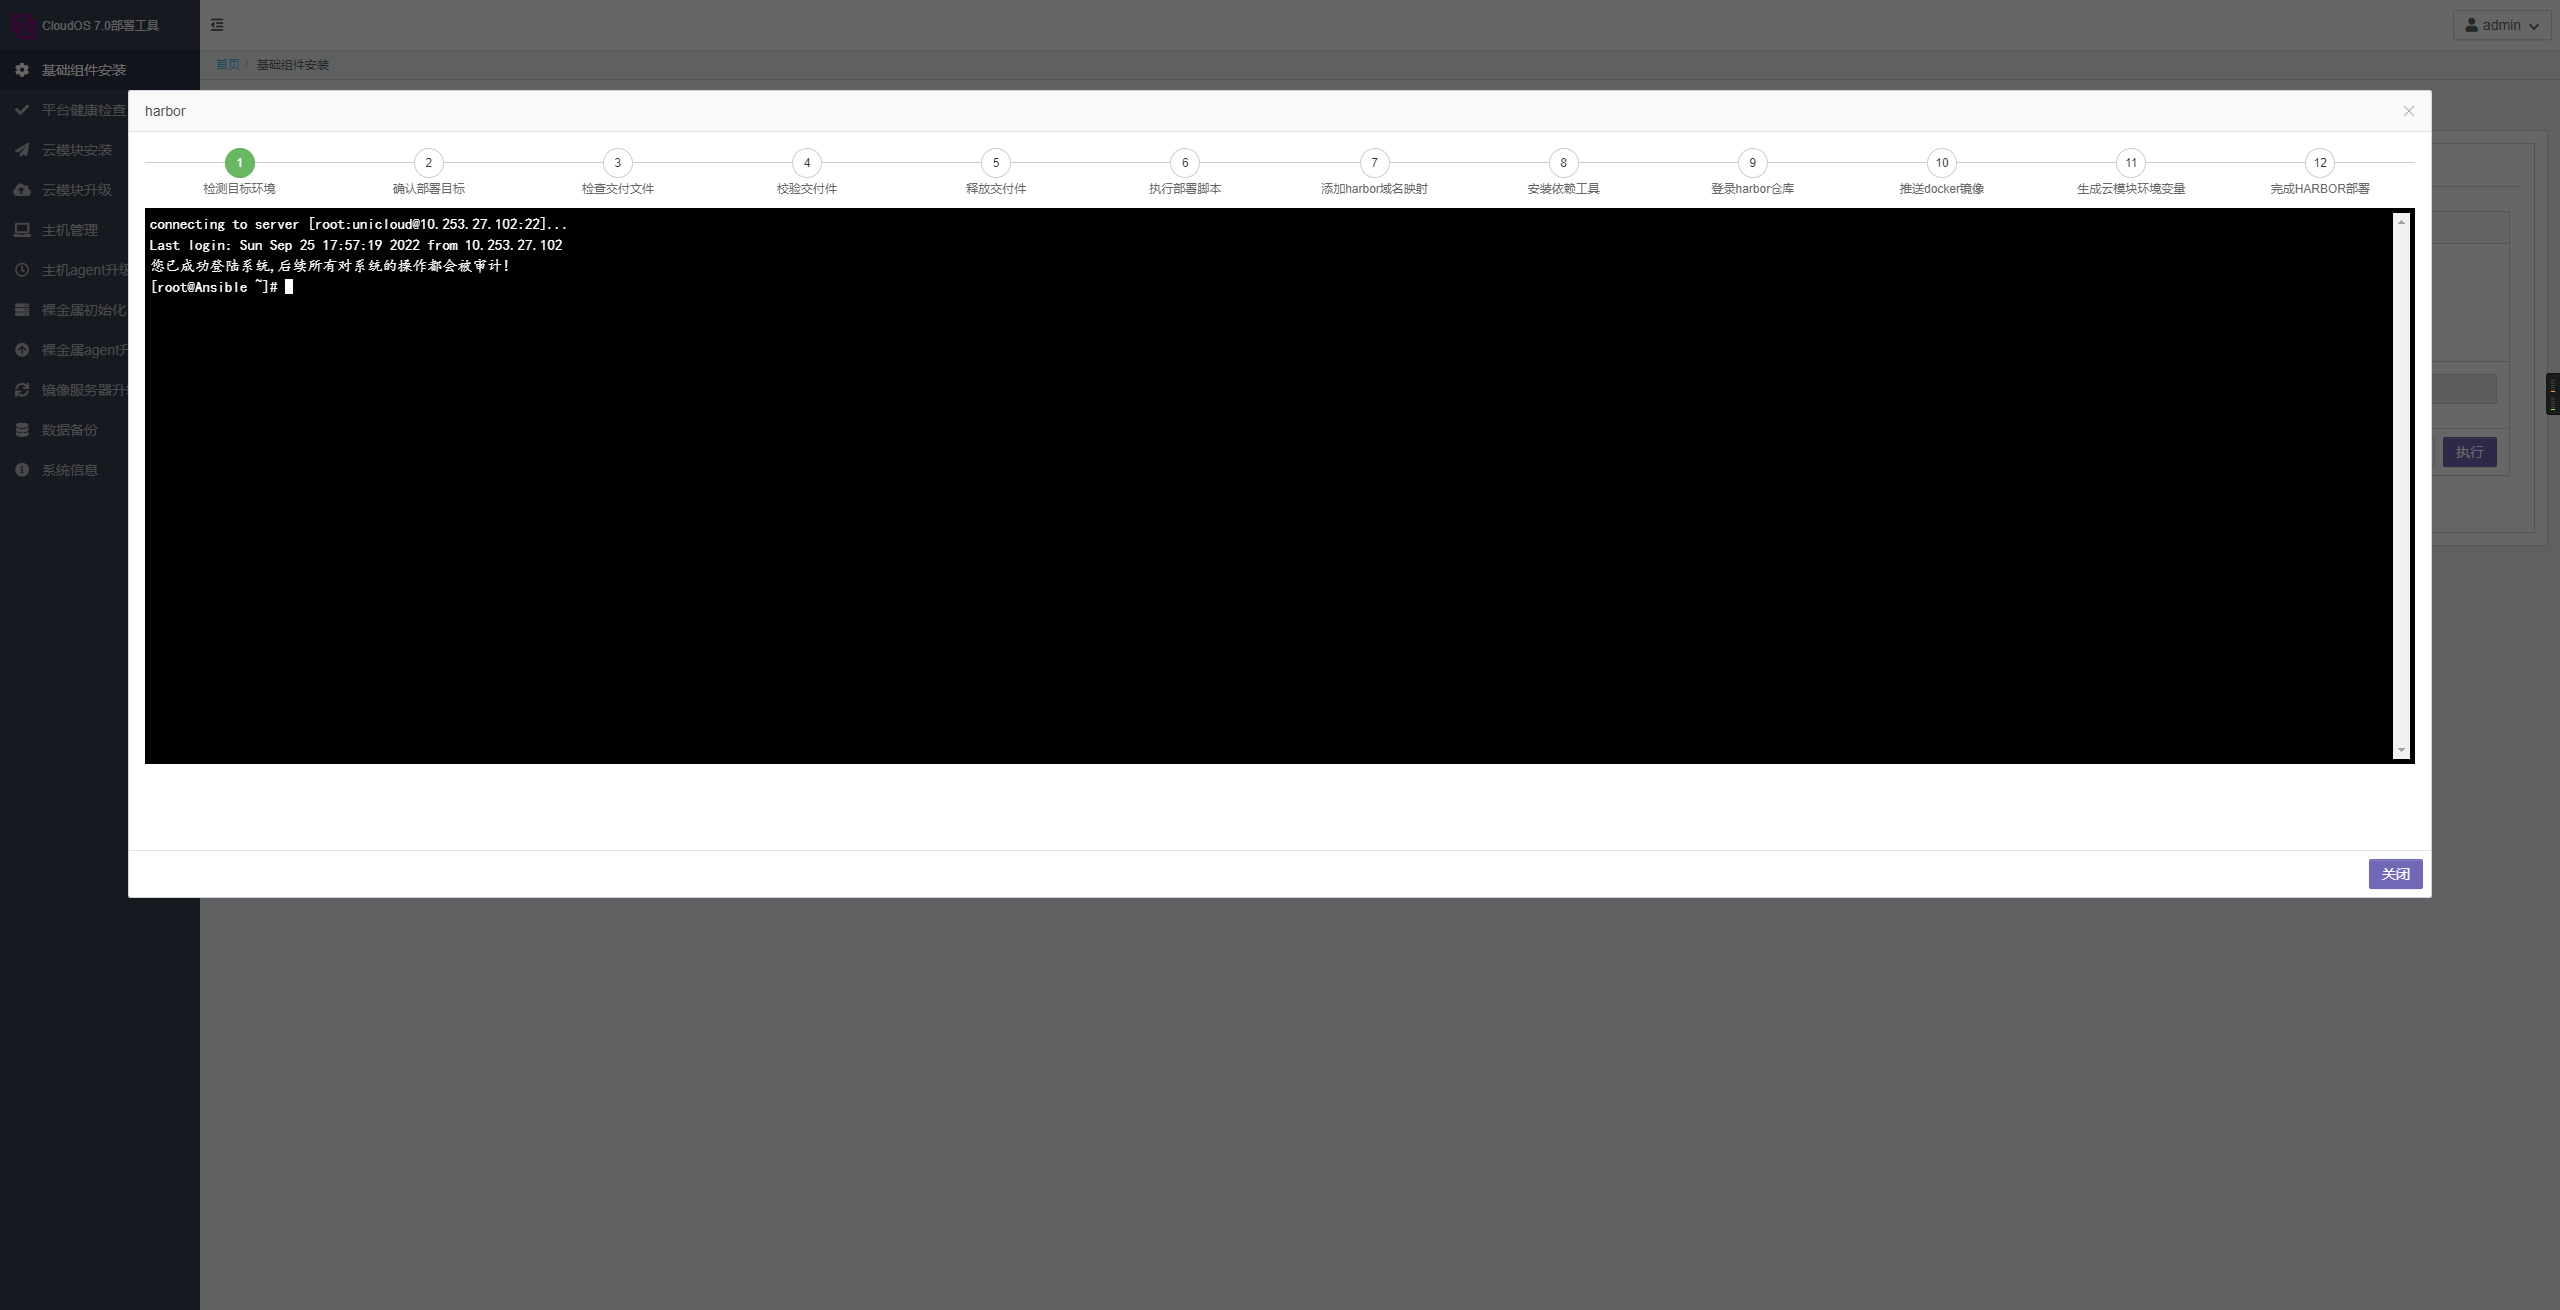 CloudOS 7.0部署工具
admin
基础组件安装
平台健康检查
云模块安装
云模块升级
主机管理
主机agent升级
裸金属初始化
裸金属agent升
镜像服务器升
数据备份
系统信息
首页 / 基础组件安装
harbor
1 2 3 4 5 6 7 8 9 10 11 12
检测目标环境 确认部署目标 检查交付文件 校验交付件 释放交付件 执行部署脚本 添加harbor域名映射 安装依赖工具 登录harbor仓库 推送docker镜像 生成云模块环境变量 完成HARBOR部署
connecting to server [root:unicloud@10.253.27.102:22]...
Last login: Sun Sep 25 17:57:19 2022 from 10.253.27.102
您已成功登陆系统,后续所有对系统的操作都会被审计!
[root@Ansible ~]#
执行
关闭